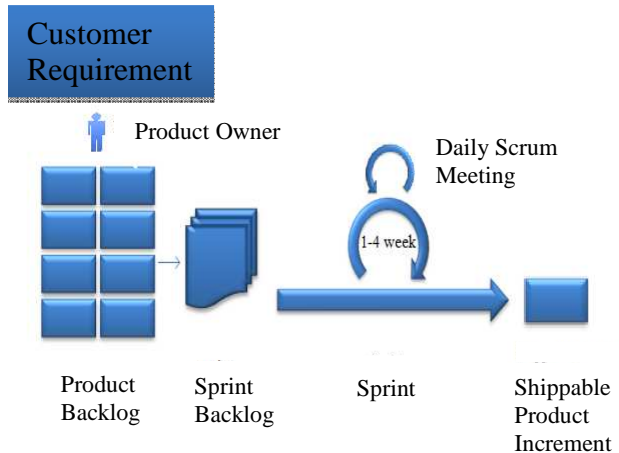 Customer
Requirement
Product Owner
Daily Scrum
Meeting
1-4 week
Product
Backlog
Sprint
Backlog
Sprint
Shippable
Product
Increment